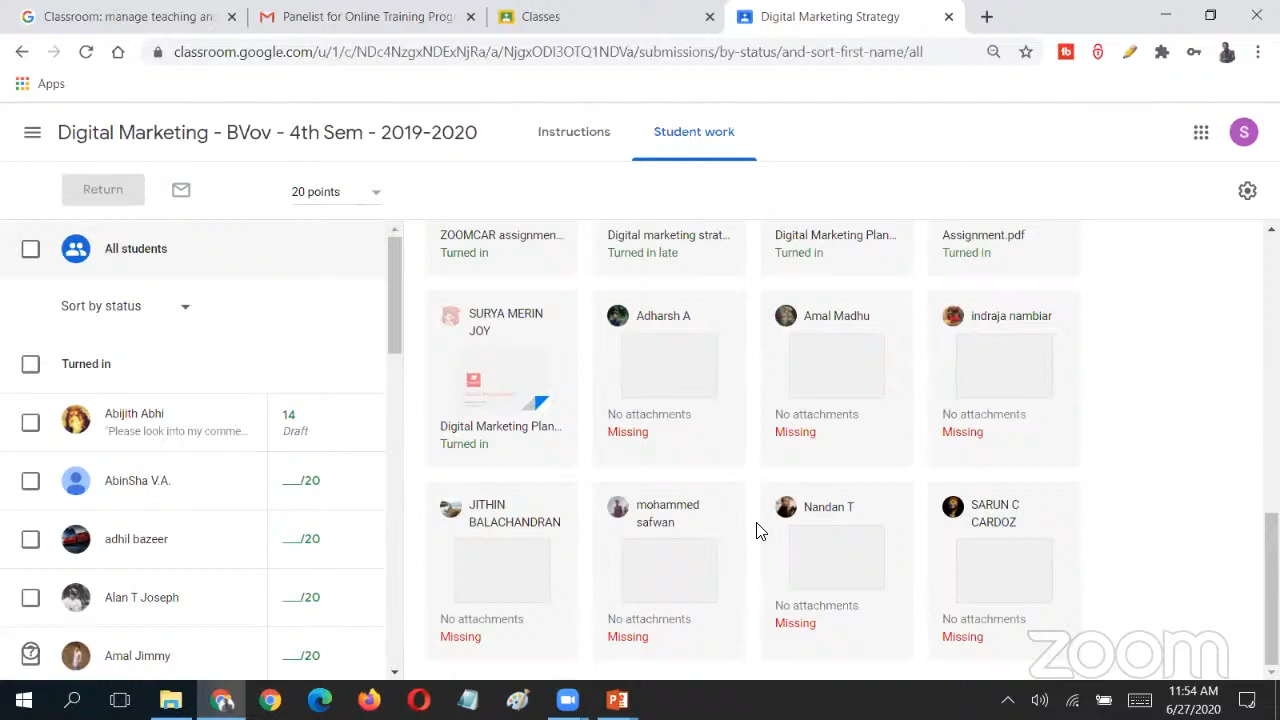 Classroom: manage teaching an
Panelist for Online Training Prog
Classes
Digital Marketing Strategy
classroom.google.com/u/1/c/NDc4NzgxNDExNjRa/a/NjgxODI3OTQ1NDVa/submissions/by-status/and-sort-first-name/all
Apps
Digital Marketing - BVov - 4th Sem - 2019-2020
Instructions
Student work
S
Return
20 points
All students
Sort by status
Turned in
Abijith Abhi
"Please look into my comme...
14
Draft
AbinSha V.A.
__/20
adhil bazeer
__/20
Alan T Joseph
__/20
Amal Jimmy
__/20
ZOOMCAR assignmen...
Turned in
Digital marketing strat...
Turned in late
Digital Marketing Plan...
Assignment.pdf
Turned in
SURYA MERIN
JOY
Digital Marketing Plan...
Turned in
Adharsh A
No attachments
Missing
Amal Madhu
No attachments
Missing
indraja nambiar
No attachments
Missing
JITHIN
BALACHANDRAN
No attachments
Missing
mohammed
safwan
No attachments
Missing
Nandan T
No attachments
Missing
SARUN C
CARDOZ
No attachments
Missing
zoom
11:54 AM
6/27/2020